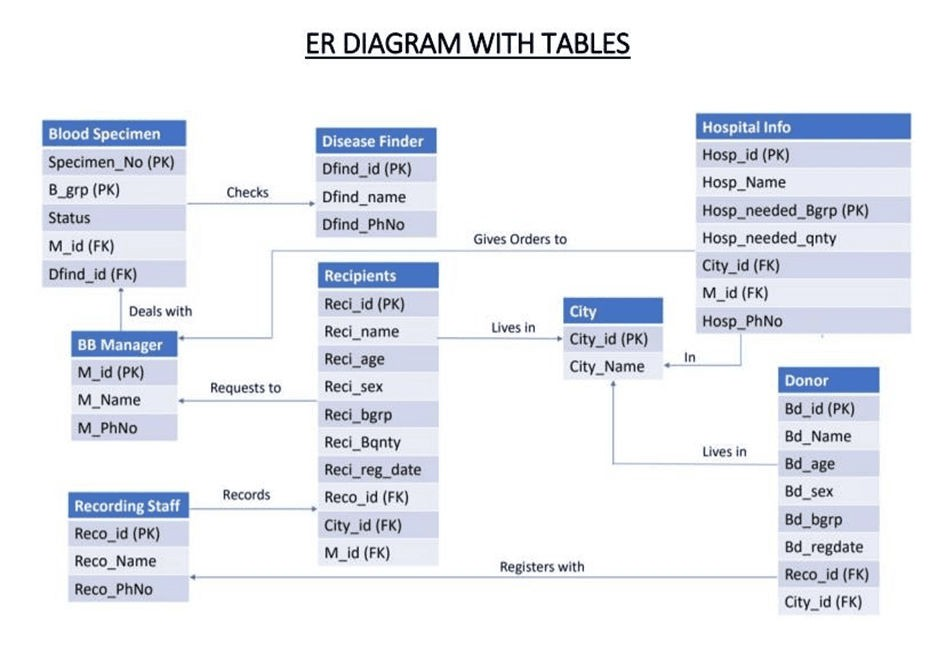 ER DIAGRAM WITH TABLES
Blood Specimen
Specimen_No (PK)
B_grp (PK)
Status
M_id (FK)
Dfind_id (FK)
Checks
Disease Finder
Dfind_id (PK)
Dfind_name
Dfind_PhNo
Hospital Info
Hosp_id (PK)
Hosp_Name
Hosp_needed_Bgrp (PK)
Hosp_needed_qnty
City_id (FK)
M_id (FK)
Hosp_PhNo
Gives Orders to
Deals with
BB Manager
M_id (PK)
M_Name
M_PhNo
Requests to
Recipients
Reci_id (PK)
Reci_name
Reci_age
Reci_sex
Reci_bgrp
Reci_Bqnty
Reci_reg_date
Reco_id (FK)
City_id (FK)
M_id (FK)
Lives in
City
City_id (PK)
City_Name
In
Donor
Bd_id (PK)
Bd_Name
Bd_age
Bd_sex
Bd_bgrp
Bd_regdate
Reco_id (FK)
City_id (FK)
Lives in
Recording Staff
Reco_id (PK)
Reco_Name
Reco_PhNo
Records
Registers with